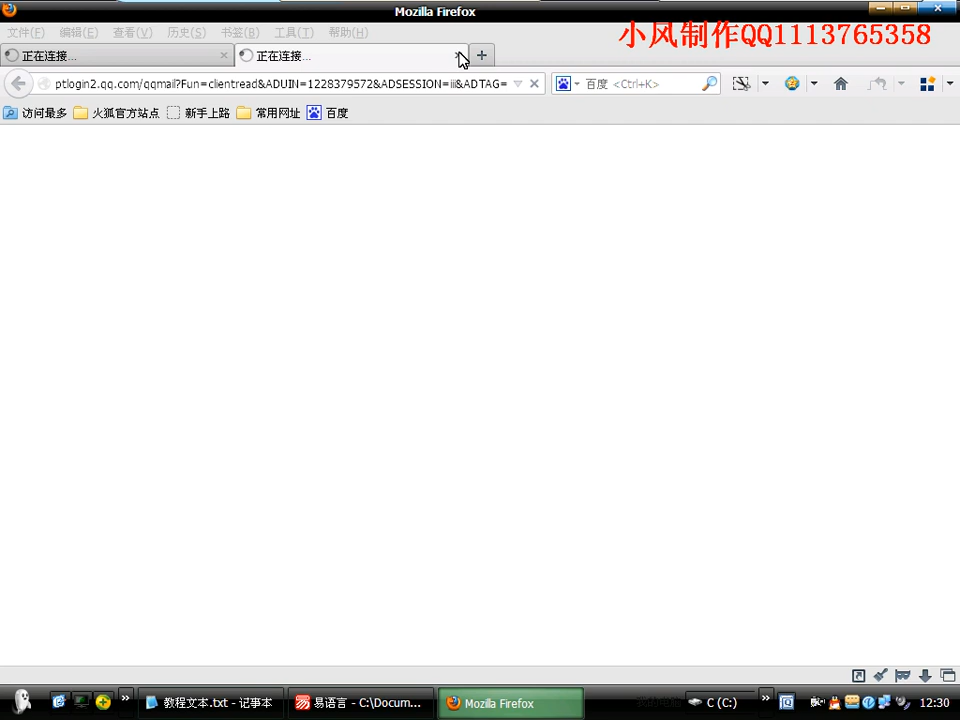 Mozilla Firefox
小风制作QQ1113765358
文件(F) 编辑(E) 查看(V) 历史(S) 书签(B) 工具(T) 帮助(H)
正在连接... 正在连接...
ptlogin2.qq.com/qqmail?Fun=clientread&ADUIN=1228379572&ADSESSION=iii&ADTAG= 百度 <Ctrl+K>
访问最多 火狐官方站点 新手上路 常用网址 百度
教程文本.txt - 记事本 易语言 - C:\Docum... Mozilla Firefox C (C:) 12:30